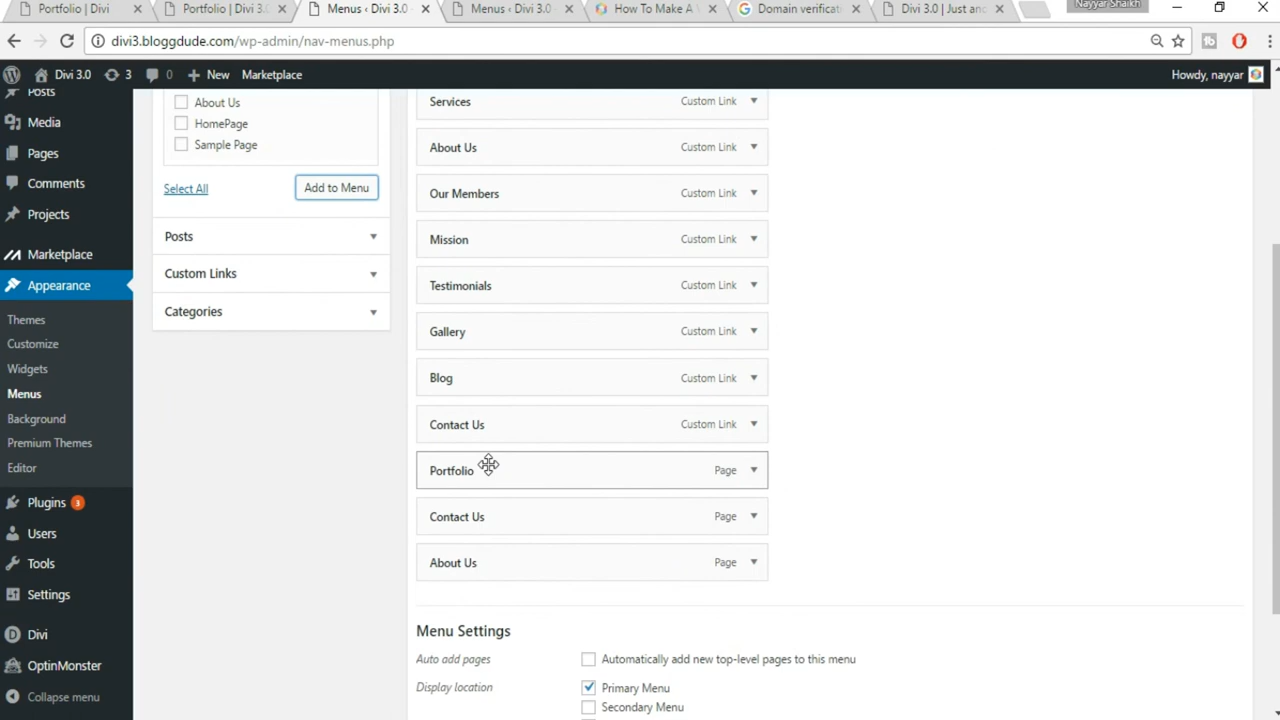 Portfolio | Divi
Portfolio | Divi 3.0
Menus ‹ Divi 3.0
Menus ‹ Divi 3.0
How To Make A
Domain verificat
Divi 3.0 | Just an
Nayyar Shaikh
divi3.bloggdude.com/wp-admin/nav-menus.php
Divi 3.0
3
0
New
Marketplace
Howdy, nayyar
Posts
Media
Pages
Comments
Projects
Marketplace
Appearance
Themes
Customize
Widgets
Menus
Background
Premium Themes
Editor
Plugins 3
Users
Tools
Settings
Divi
OptinMonster
Collapse menu
About Us
HomePage
Sample Page
Select All
Add to Menu
Posts
Custom Links
Categories
Services Custom Link
About Us Custom Link
Our Members Custom Link
Mission Custom Link
Testimonials Custom Link
Gallery Custom Link
Blog Custom Link
Contact Us Custom Link
Portfolio Page
Contact Us Page
About Us Page
Menu Settings
Auto add pages
Automatically add new top-level pages to this menu
Display location
Primary Menu
Secondary Menu